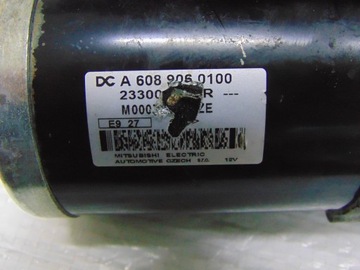 DC A 608 906 0100
23300
E9 27
MITSUBISHI ELECTRIC
AUTOMOTIVE CZECH 12V